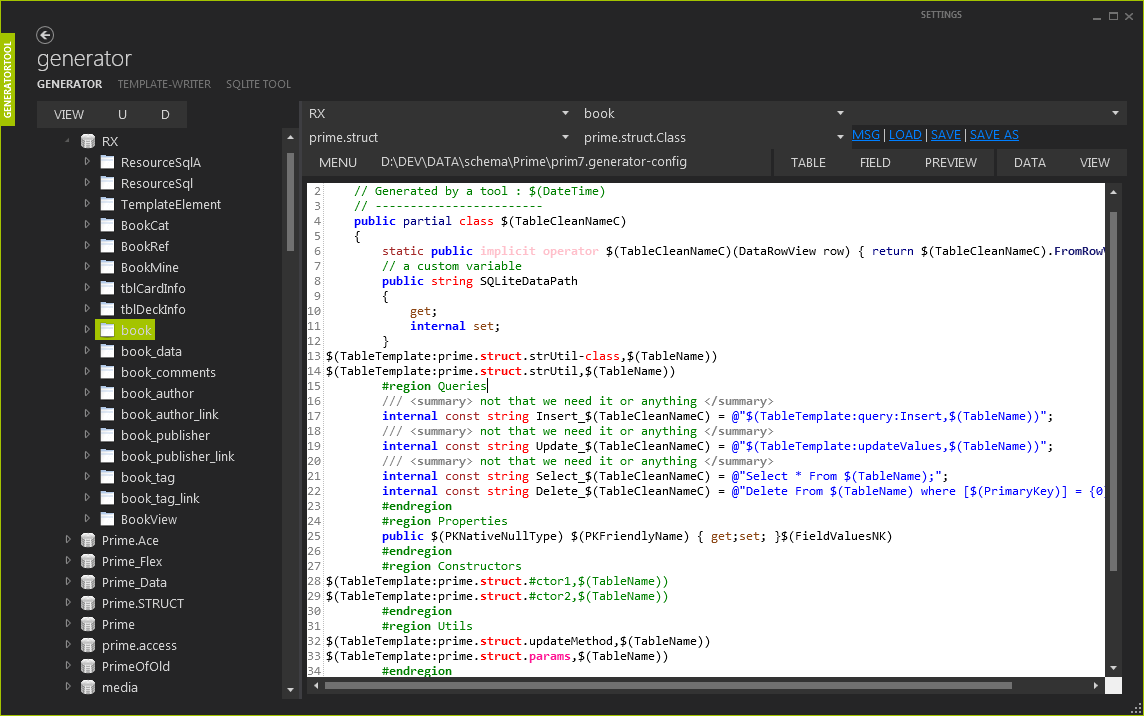 SETTINGS
GENERATORTOOL
generator
GENERATOR TEMPLATE-WRITER SQLITE TOOL
VIEW U D
RX
ResourceSqlA
ResourceSql
TemplateElement
BookCat
BookRef
BookMine
tblCardInfo
tblDeckInfo
book
book_data
book_comments
book_author
book_author_link
book_publisher
book_publisher_link
book_tag
book_tag_link
BookView
Prime.Ace
Prime_Flex
Prime_Data
Prime.STRUCT
Prime
prime.access
PrimeOfOld
media
RX book
prime.struct prime.struct.Class MSG | LOAD | SAVE | SAVE AS
MENU D:\DEV\DATA\schema\Prime\prim7.generator-config TABLE FIELD PREVIEW DATA VIEW
2 // Generated by a tool : $(DateTime)
3 // ------------------------
4 public partial class $(TableCleanNameC)
5 {
6 static public implicit operator $(TableCleanNameC)(DataRowView row) { return $(TableCleanNameC).FromRowV
7 // a custom variable
8 public string SQLiteDataPath
9 {
10 get;
11 internal set;
12 }
13 $(TableTemplate:prime.struct.strUtil-class,$(TableName))
14 $(TableTemplate:prime.struct.strUtil,$(TableName))
15 #region Queries
16 /// <summary> not that we need it or anything </summary>
17 internal const string Insert_$(TableCleanNameC) = @"$(TableTemplate:query:Insert,$(TableName))";
18 /// <summary> not that we need it or anything </summary>
19 internal const string Update_$(TableCleanNameC) = @"$(TableTemplate:updateValues,$(TableName))";
20 /// <summary> not that we need it or anything </summary>
21 internal const string Select_$(TableCleanNameC) = @"Select * From $(TableName);";
22 internal const string Delete_$(TableCleanNameC) = @"Delete From $(TableName) where [$(PrimaryKey)] = {0
23 #endregion
24 #region Properties
25 public $(PKNativeNullType) $(PKFriendlyName) { get;set; }$(FieldValuesNK)
26 #endregion
27 #region Constructors
28 $(TableTemplate:prime.struct.#ctor1,$(TableName))
29 $(TableTemplate:prime.struct.#ctor2,$(TableName))
30 #endregion
31 #region Utils
32 $(TableTemplate:prime.struct.updateMethod,$(TableName))
33 $(TableTemplate:prime.struct.params,$(TableName))
34 #endregion